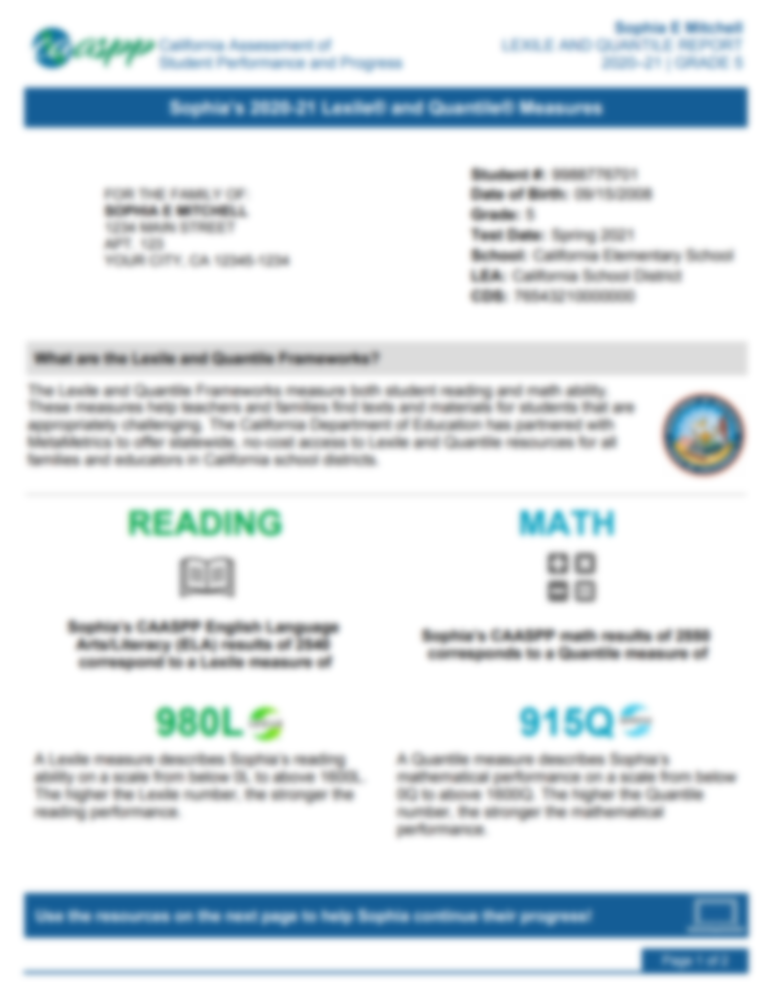 caaspp California Assessment of
Student Performance and Progress
Sophia E Mitchell
LEXILE AND QUANTILE REPORT
2020–21 | GRADE 5
Sophia's 2020-21 Lexile® and Quantile® Measures
FOR THE FAMILY OF:
SOPHIA E MITCHELL
1234 MAIN STREET
APT. 123
YOUR CITY, CA 12345-1234
Student #:
Date of Birth:
Grade: 5
Test Date: Spring 2021
School: California Elementary School
LEA: California School District
CDS: 76543210000000
What are the Lexile and Quantile Frameworks?
The Lexile and Quantile Frameworks measure both student reading and math ability.
These measures help teachers and families find texts and materials for students that are
appropriately challenging. The California Department of Education has partnered with
MetaMetrics to offer statewide, no-cost access to Lexile and Quantile resources for all
families and educators in California school districts.
READING
Sophia's CAASPP English Language
Arts/Literacy (ELA) results of
correspond to a Lexile measure of
980L
A Lexile measure describes Sophia's reading
ability on a scale from below 0L to above 1600L.
The higher the Lexile number, the stronger the
reading performance.
MATH
Sophia's CAASPP math results of
corresponds to a Quantile measure of
915Q
A Quantile measure describes Sophia's
mathematical performance on a scale from below
0Q to above 1600Q. The higher the Quantile
number, the stronger the mathematical
performance.
Use the resources on the next page to help Sophia continue their progress!
Page 1 of 2